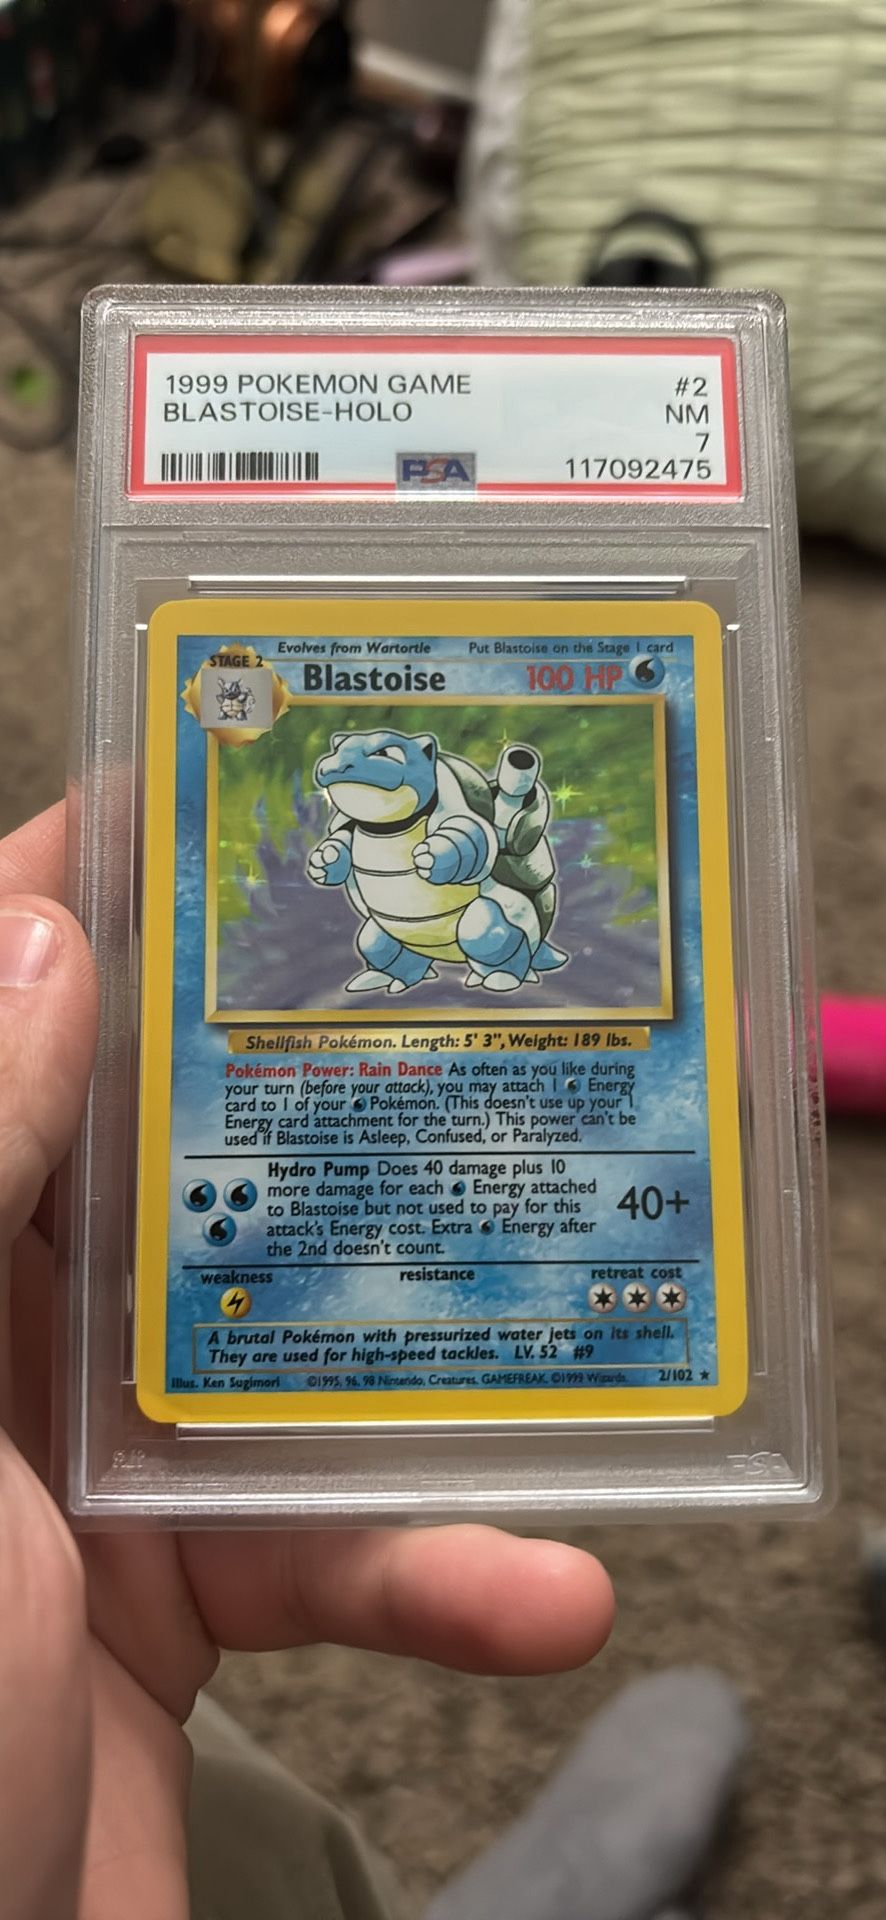 1999 POKEMON GAME #2
BLASTOISE-HOLO NM
7
PSA 117092475
Evolves from Wartortle Put Blastoise on the Stage 1 card
STAGE 2
Blastoise 100 HP
Shellfish Pokémon. Length: 5' 3", Weight: 189 lbs.
Pokémon Power: Rain Dance As often as you like during
your turn (before your attack), you may attach 1 Energy
card to 1 of your Pokémon. (This doesn't use up your 1
Energy card attachment for the turn.) This power can't be
used if Blastoise is Asleep, Confused, or Paralyzed.
Hydro Pump Does 40 damage plus 10
more damage for each Energy attached
to Blastoise but not used to pay for this
attack's Energy cost. Extra Energy after
the 2nd doesn't count.
40+
weakness resistance retreat cost
A brutal Pokémon with pressurized water jets on its shell.
They are used for high-speed tackles. LV. 52 #9
Illus. Ken Sugimori ©1995, 96, 98 Nintendo, Creatures, GAMEFREAK. ©1999 Wizards. 2/102 ★
PSA